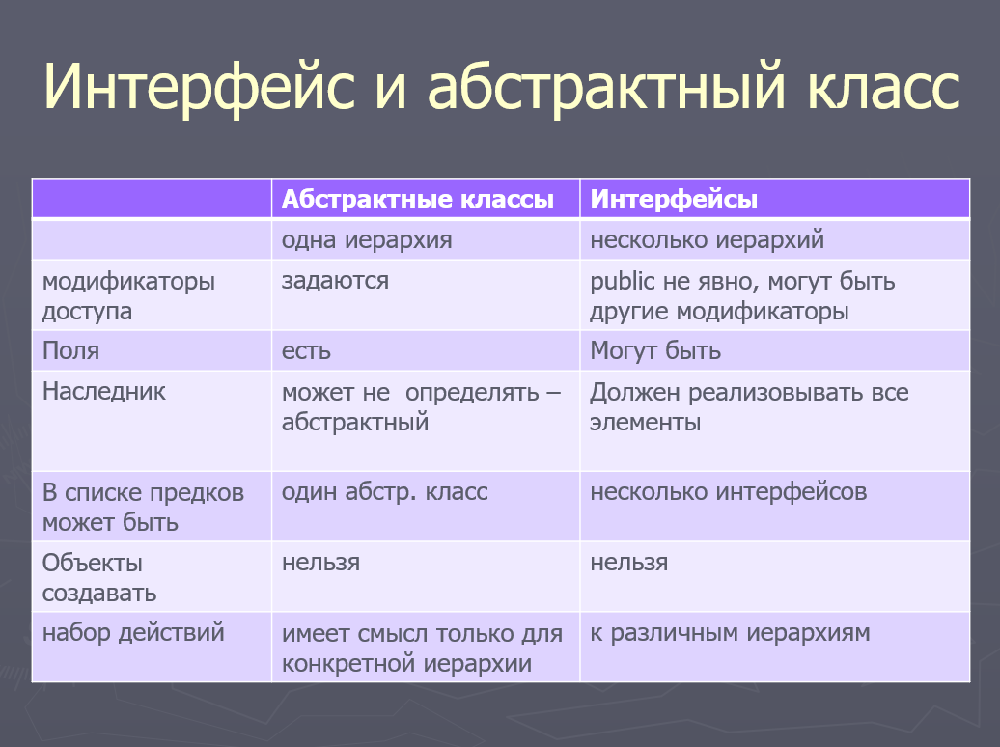 Интерфейс и абстрактный класс
Абстрактные классы
Интерфейсы
одна иерархия
несколько иерархий
модификаторы
доступа
задаются
public не явно, могут быть
другие модификаторы
Поля
есть
Могут быть
Наследник
может не  определять –
абстрактный
Должен реализовывать все
элементы
В списке предков
может быть
один абстр. класс
несколько интерфейсов
Объекты
создавать
нельзя
нельзя
набор действий
имеет смысл только для
конкретной иерархии
к различным иерархиям